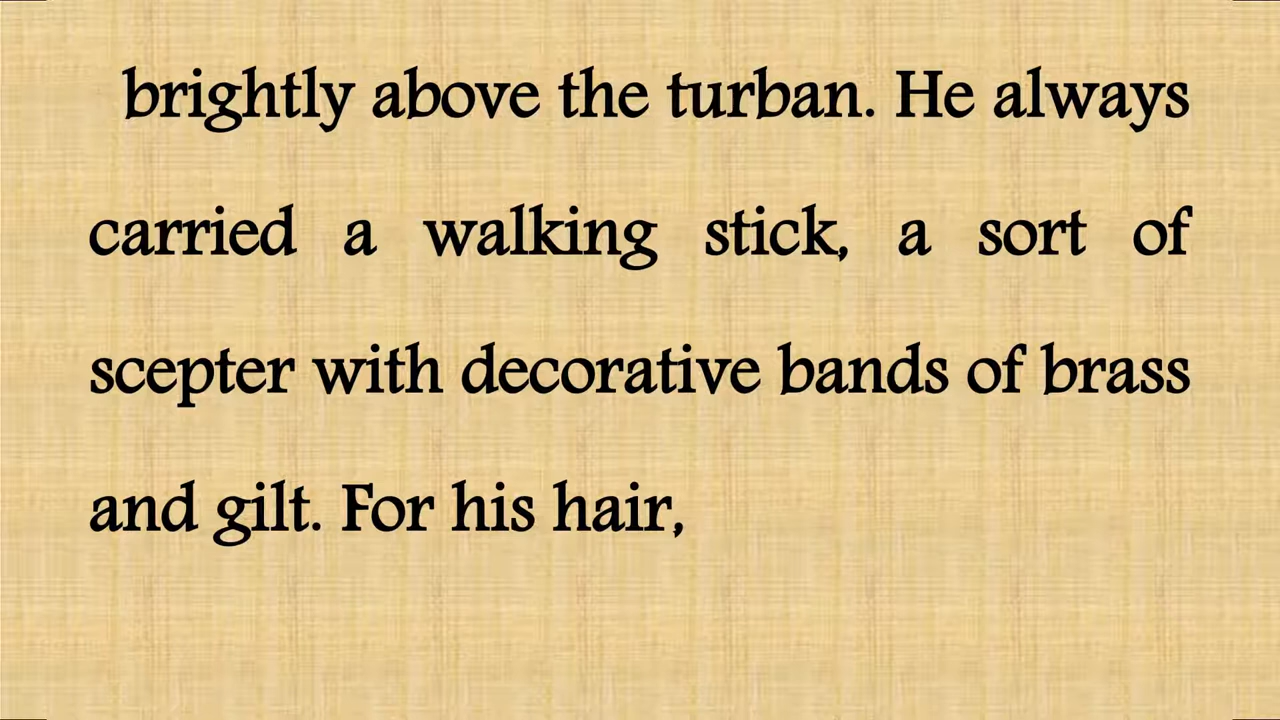 brightly above the turban. He always
carried a walking stick, a sort of
scepter with decorative bands of brass
and gilt. For his hair,